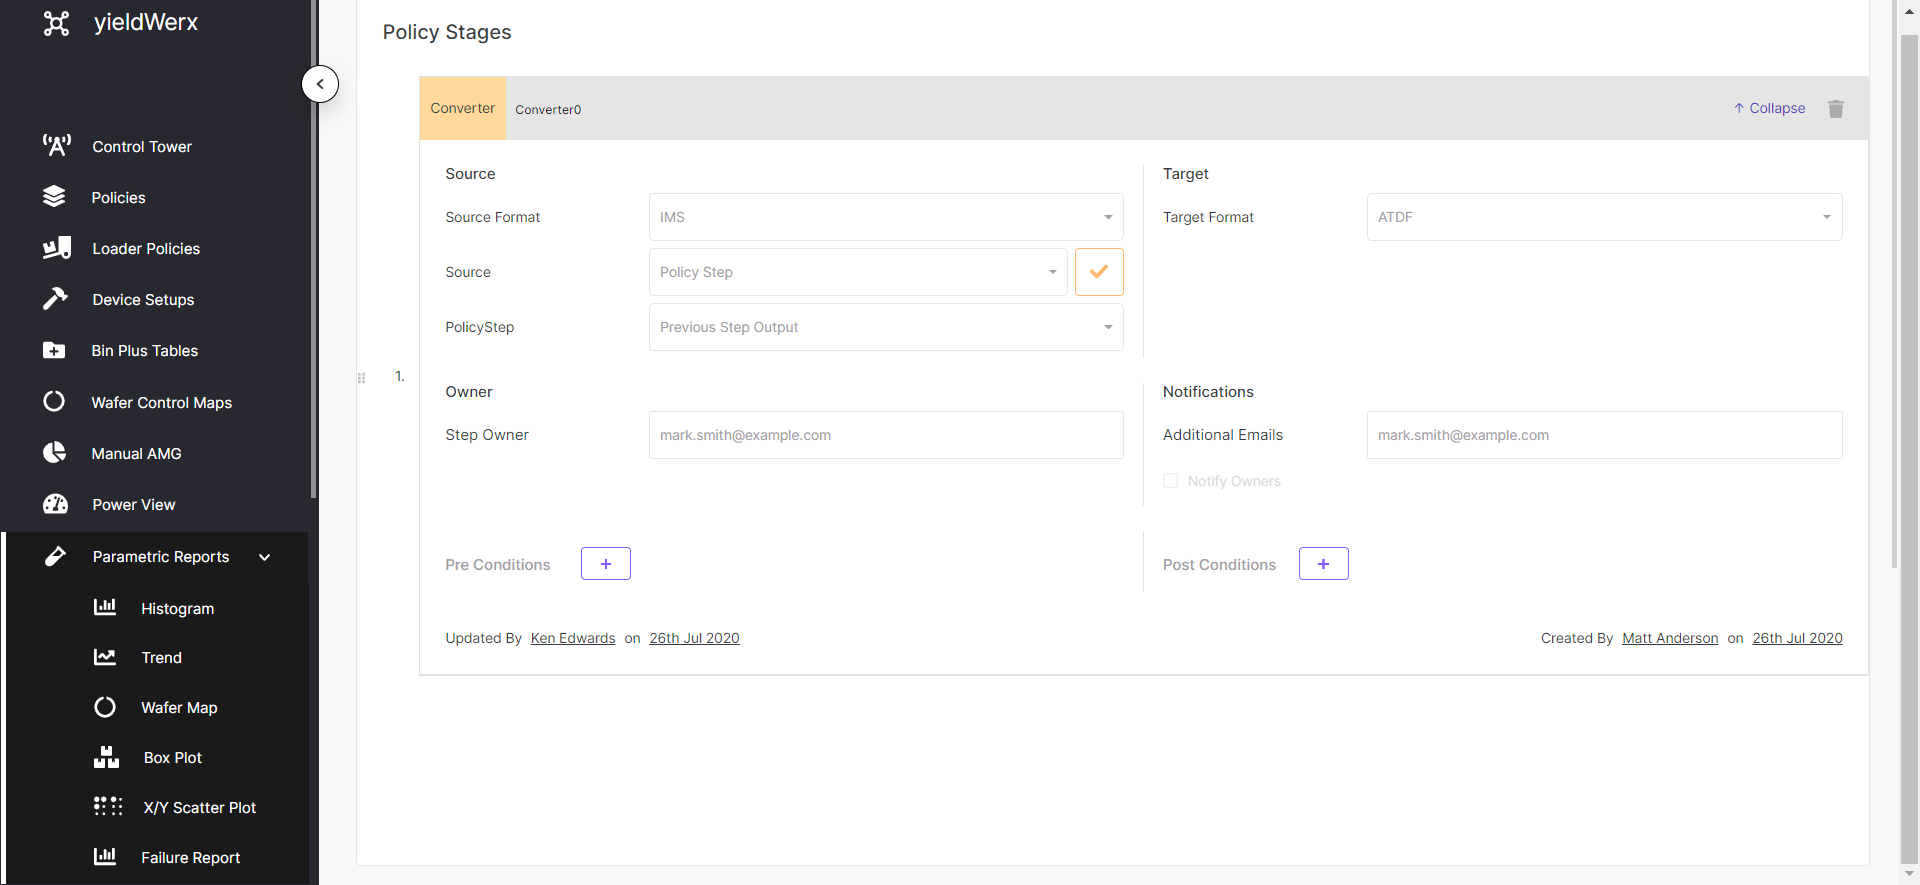 yieldWerx
Control Tower
Policies
Loader Policies
Device Setups
Bin Plus Tables
Wafer Control Maps
Manual AMG
Power View
Parametric Reports
Histogram
Trend
Wafer Map
Box Plot
X/Y Scatter Plot
Failure Report
Policy Stages
Converter Converter0 ↑ Collapse
1.
Source
Source Format IMS
Source Policy Step
PolicyStep Previous Step Output
Target
Target Format ATDF
Owner
Step Owner mark.smith@example.com
Notifications
Additional Emails mark.smith@example.com
Notify Owners
Pre Conditions +
Post Conditions +
Updated By Ken Edwards on 26th Jul 2020
Created By Matt Anderson on 26th Jul 2020